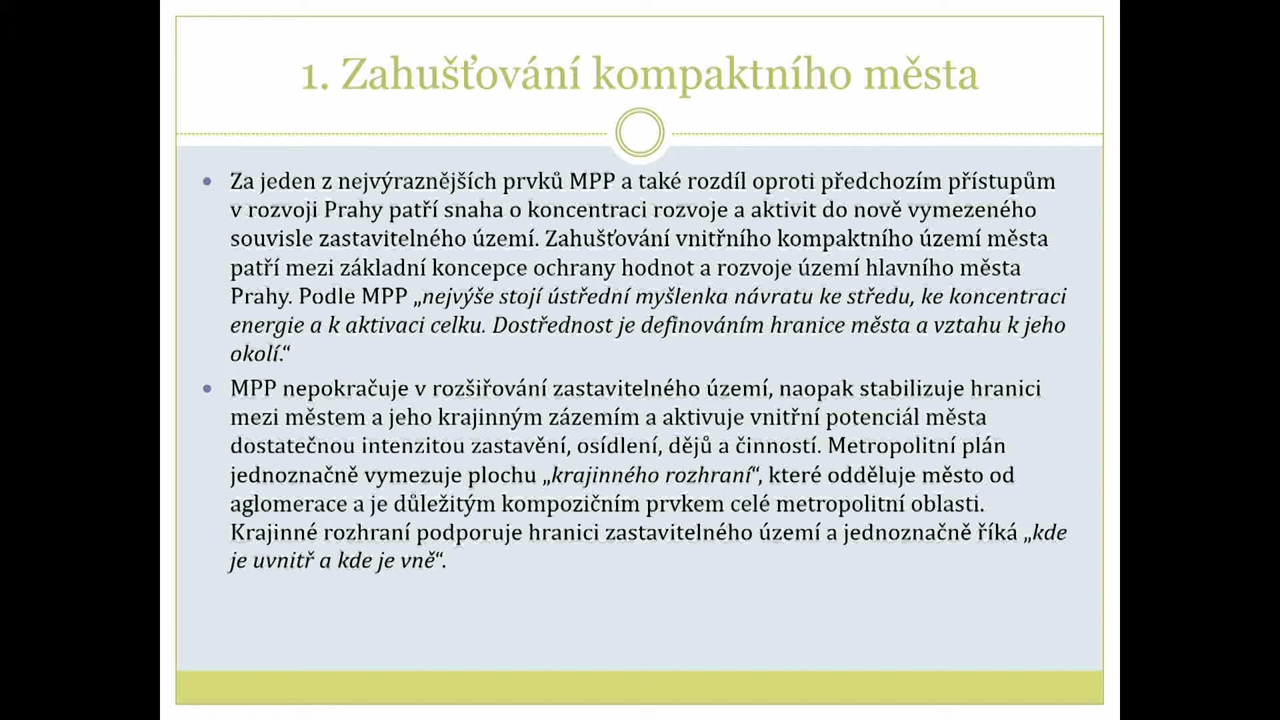 1. Zahušťování kompaktního města
• Za jeden z nejvýraznějších prvků MPP a také rozdíl oproti předchozím přístupům
v rozvoji Prahy patří snaha o koncentraci rozvoje a aktivit do nově vymezeného
souvisle zastavitelného území. Zahušťování vnitřního kompaktního území města
patří mezi základní koncepce ochrany hodnot a rozvoje území hlavního města
Prahy. Podle MPP „nejvýše stojí ústřední myšlenka návratu ke středu, ke koncentraci
energie a k aktivaci celku. Dostřednost je definováním hranice města a vztahu k jeho
okolí.“
• MPP nepokračuje v rozšiřování zastavitelného území, naopak stabilizuje hranici
mezi městem a jeho krajinným zázemím a aktivuje vnitřní potenciál města
dostatečnou intenzitou zastavění, osídlení, dějů a činností. Metropolitní plán
jednoznačně vymezuje plochu „krajinného rozhraní“, které odděluje město od
aglomerace a je důležitým kompozičním prvkem celé metropolitní oblasti.
Krajinné rozhraní podporuje hranici zastavitelného území a jednoznačně říká „kde
je uvnitř a kde je vně“.